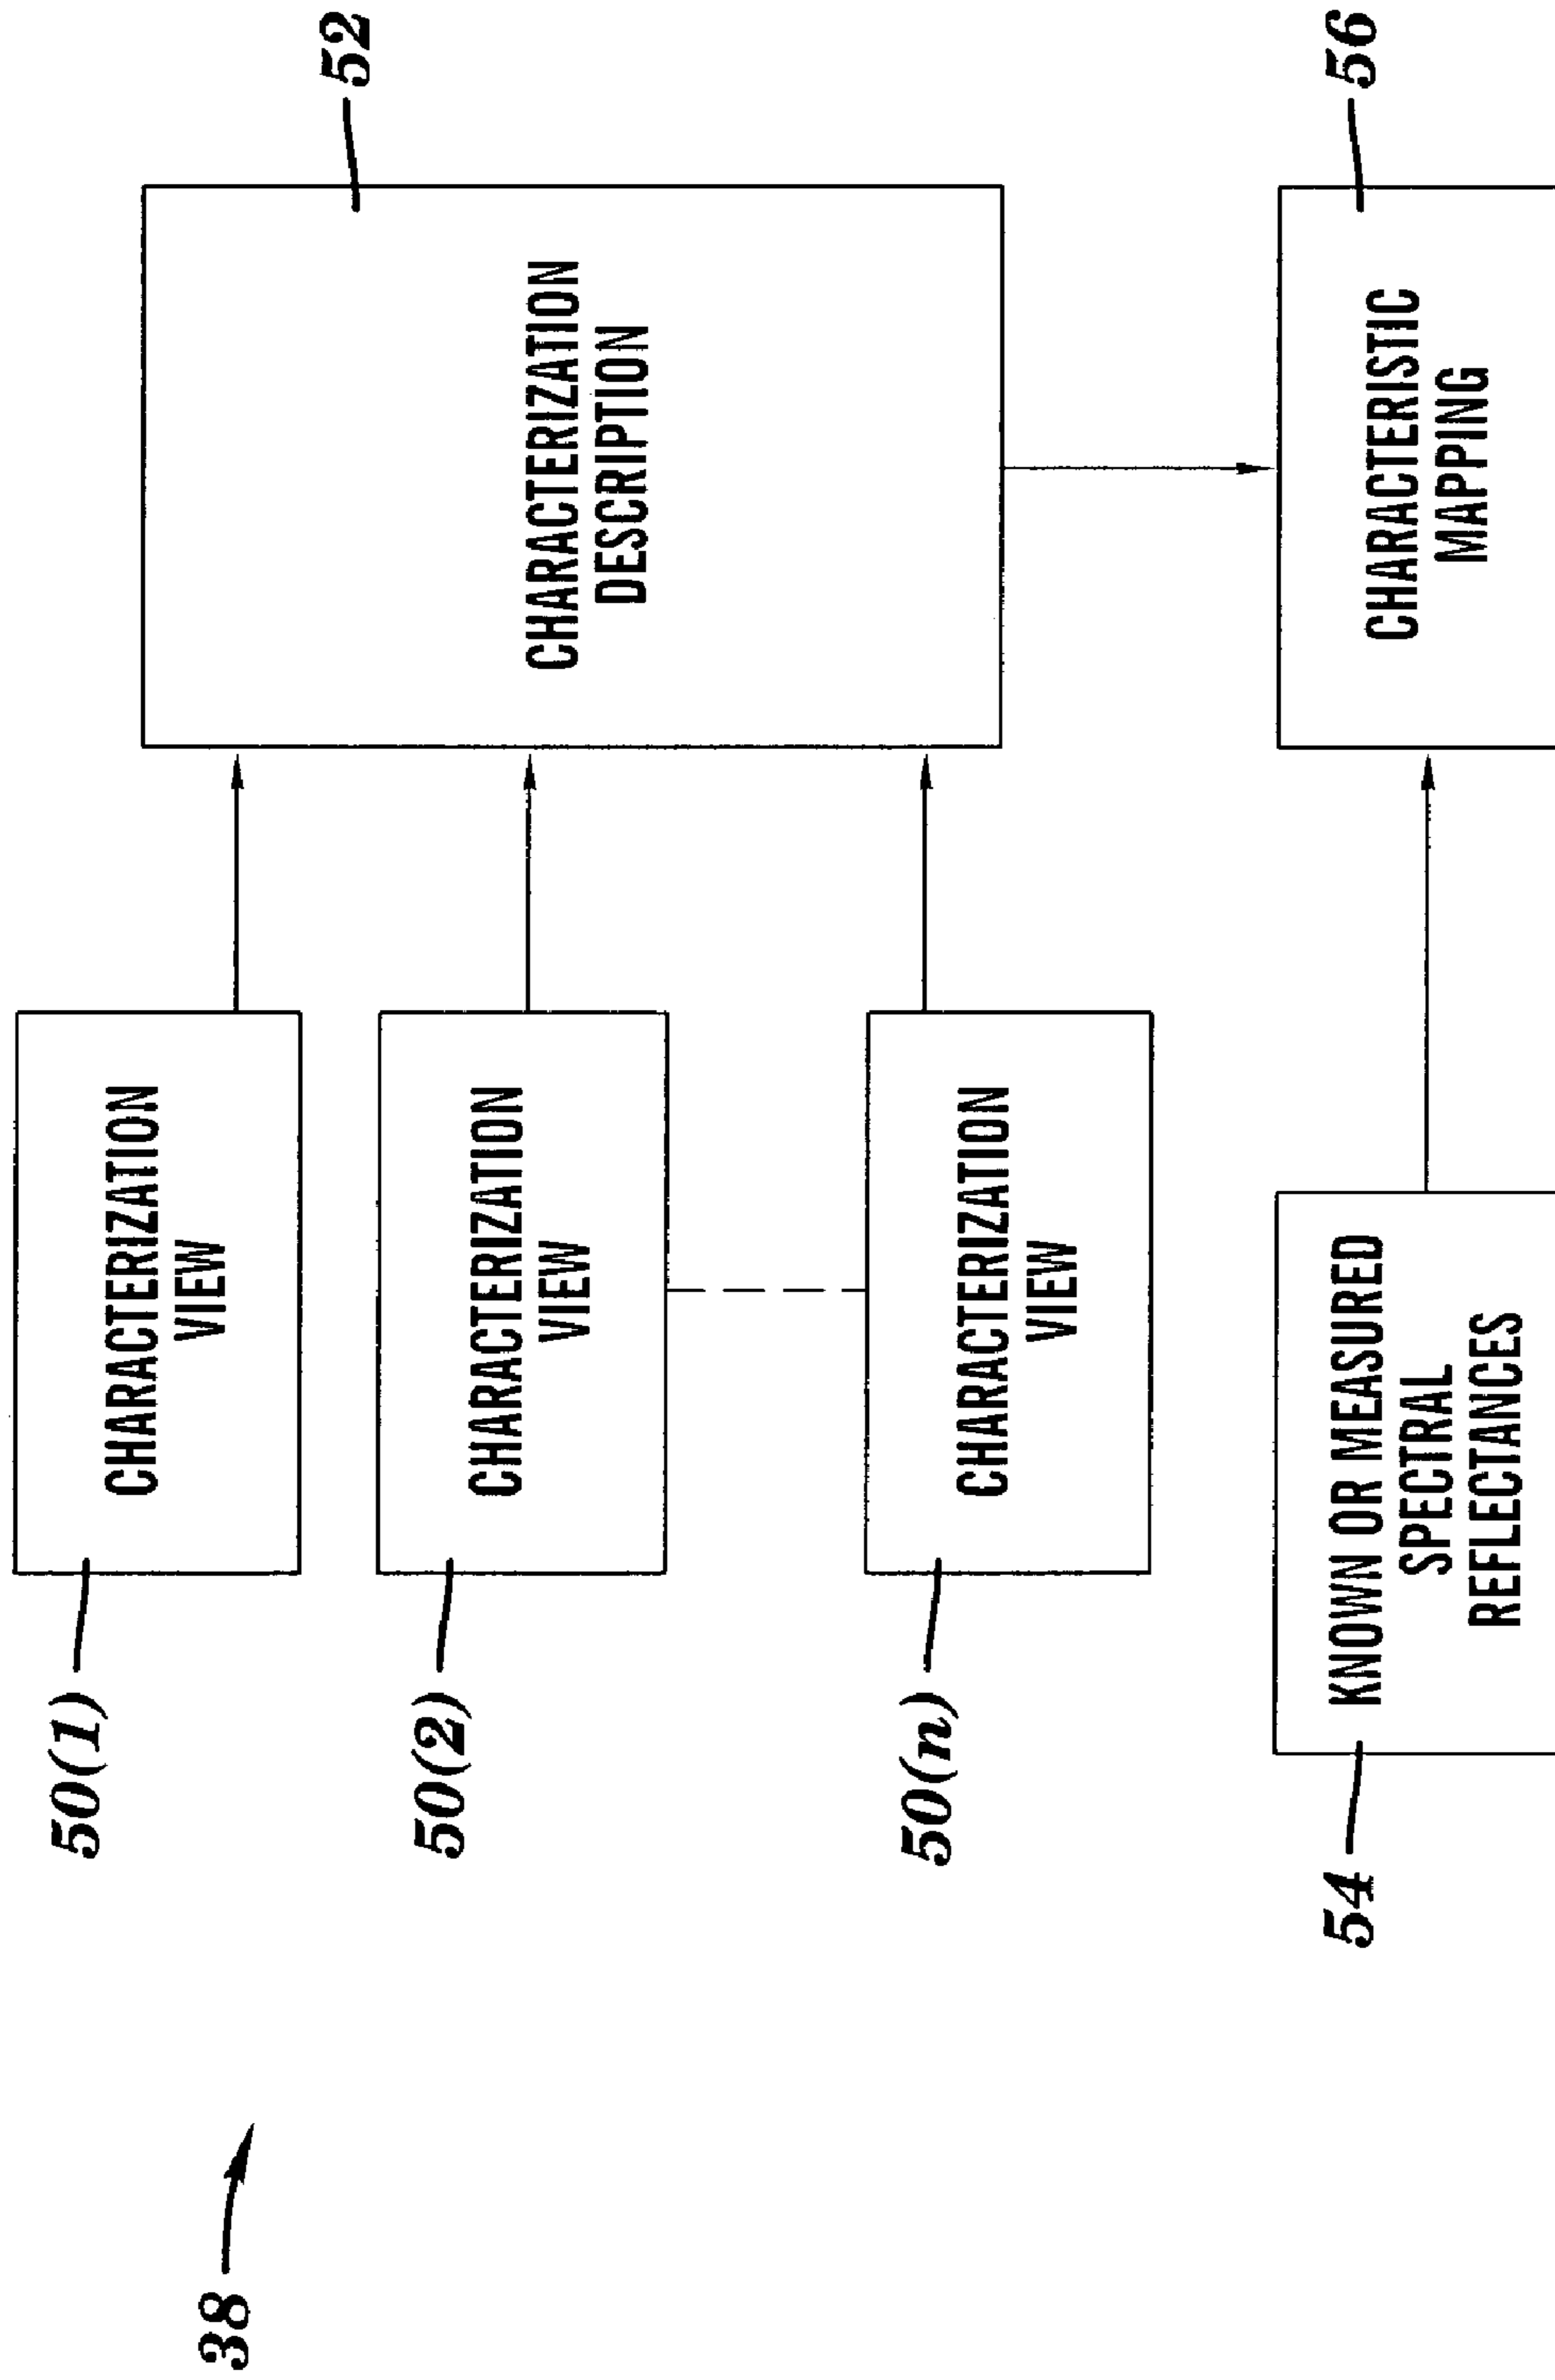 38
50(1)
CHARACTERIZATION
VIEW
50(2)
CHARACTERIZATION
VIEW
50(n)
CHARACTERIZATION
VIEW
52
CHARACTERIZATION
DESCRIPTION
54
KNOWN OR MEASURED
SPECTRAL
REFLECTANCES
56
CHARACTERISTIC
MAPPING